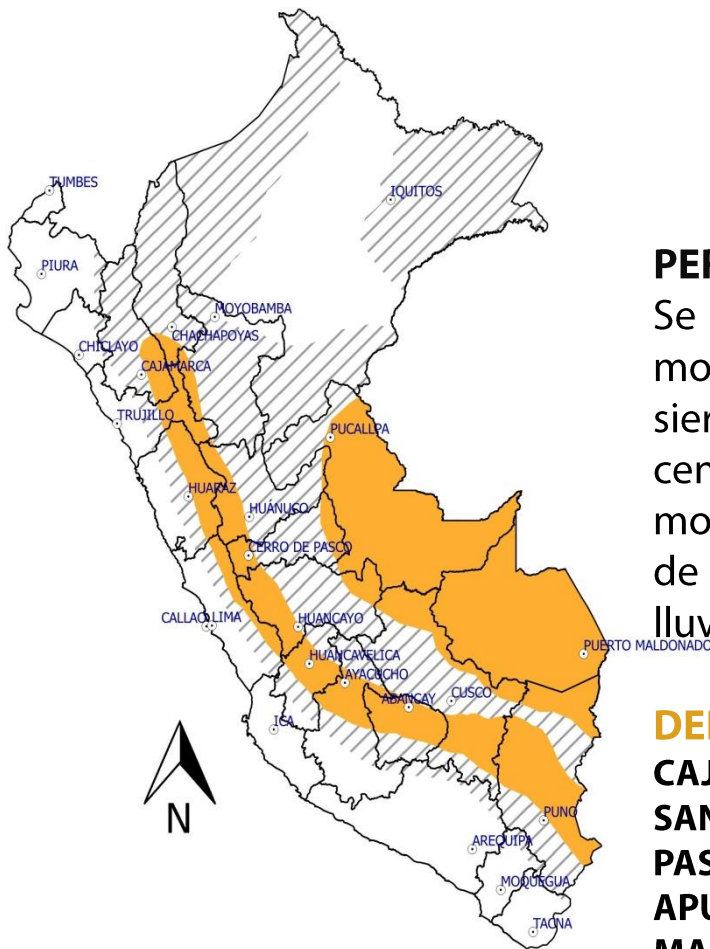 TUMBES
IQUITOS
PIURA
MOYOBAMBA
CHACHAPOYAS
CHICLAYO
CAJAMARCA
TRUJILLO
PUCALLPA
HUARAZ
HUÁNUCO
CERRO DE PASCO
CALLAO LIMA
HUANCAYO
HUANCAVELICA
PUERTO MALDONADO
AYACUCHO
ABANCAY
CUSCO
ICA
PUNO
AREQUIPA
MOQUEGUA
TACNA
N
PER
Se
mo
sier
cen
mo
de
lluv
DE
CAJ
SAN
PAS
APU